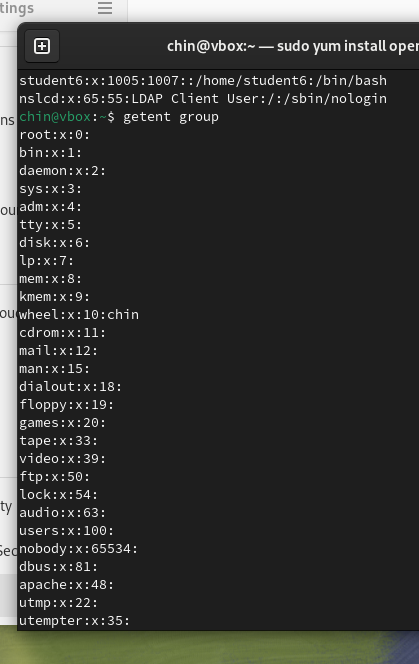 tings
chin@vbox:~ — sudo yum install oper
student6:x:1005:1007::/home/student6:/bin/bash
nslcd:x:65:55:LDAP Client User:/:/sbin/nologin
chin@vbox:~$ getent group
root:x:0:
bin:x:1:
daemon:x:2:
sys:x:3:
adm:x:4:
tty:x:5:
disk:x:6:
lp:x:7:
mem:x:8:
kmem:x:9:
wheel:x:10:chin
cdrom:x:11:
mail:x:12:
man:x:15:
dialout:x:18:
floppy:x:19:
games:x:20:
tape:x:33:
video:x:39:
ftp:x:50:
lock:x:54:
audio:x:63:
users:x:100:
nobody:x:65534:
dbus:x:81:
apache:x:48:
utmp:x:22:
utempter:x:35: